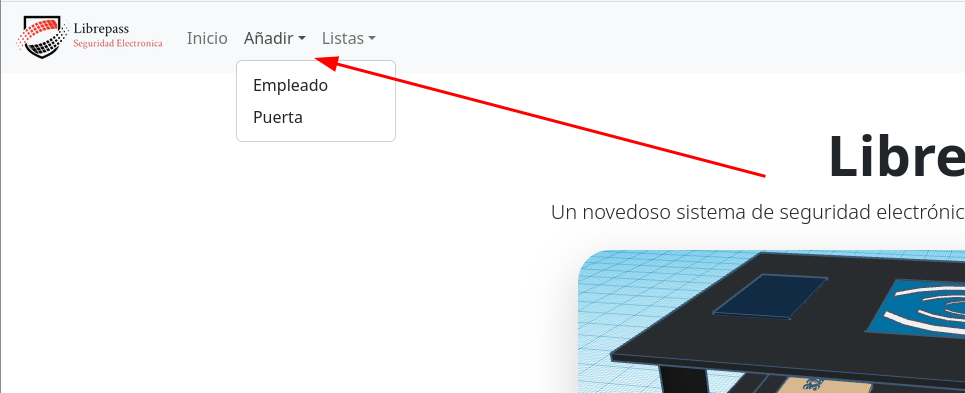 Librepass
Seguridad Electronica
Inicio Añadir Listas
Empleado
Puerta
Libre
Un novedoso sistema de seguridad electrónic